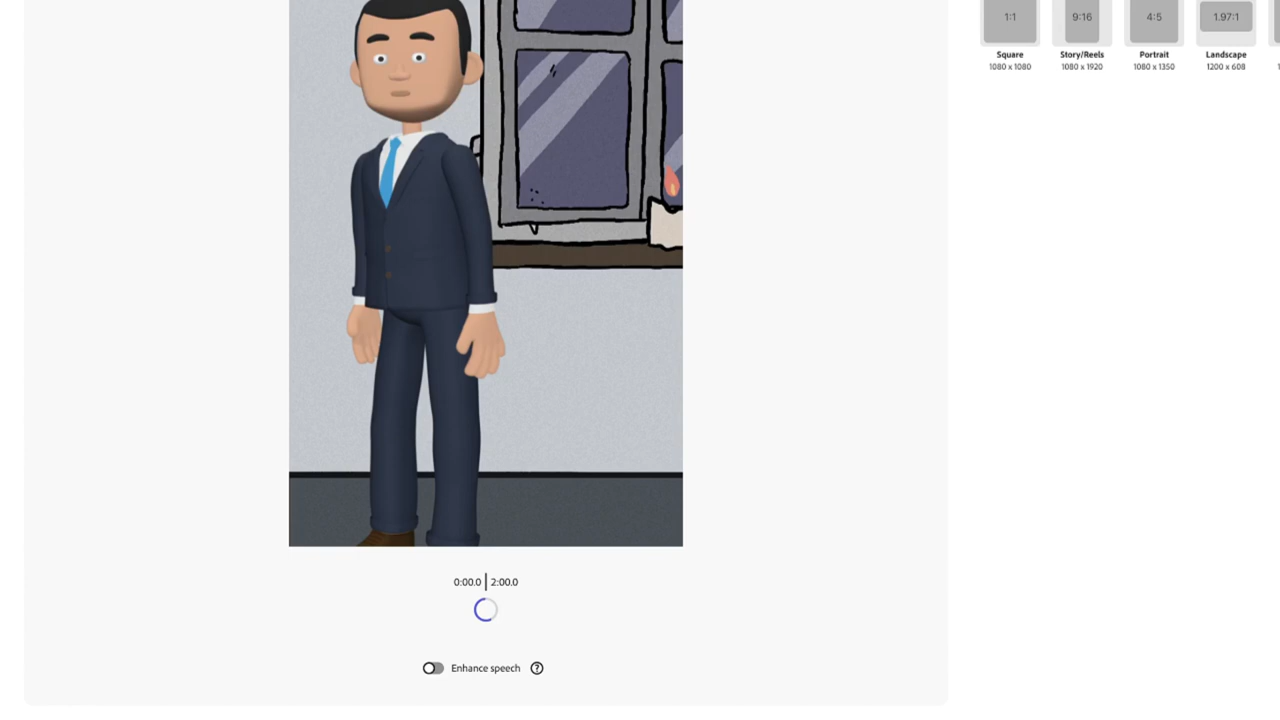 1:1
9:16
4:5
1.97:1
Square
Story/Reels
Portrait
Landscape
1080 x 1080
1080 x 1920
1080 x 1350
1200 x 608
0:00.0 | 2:00.0
Enhance speech ?